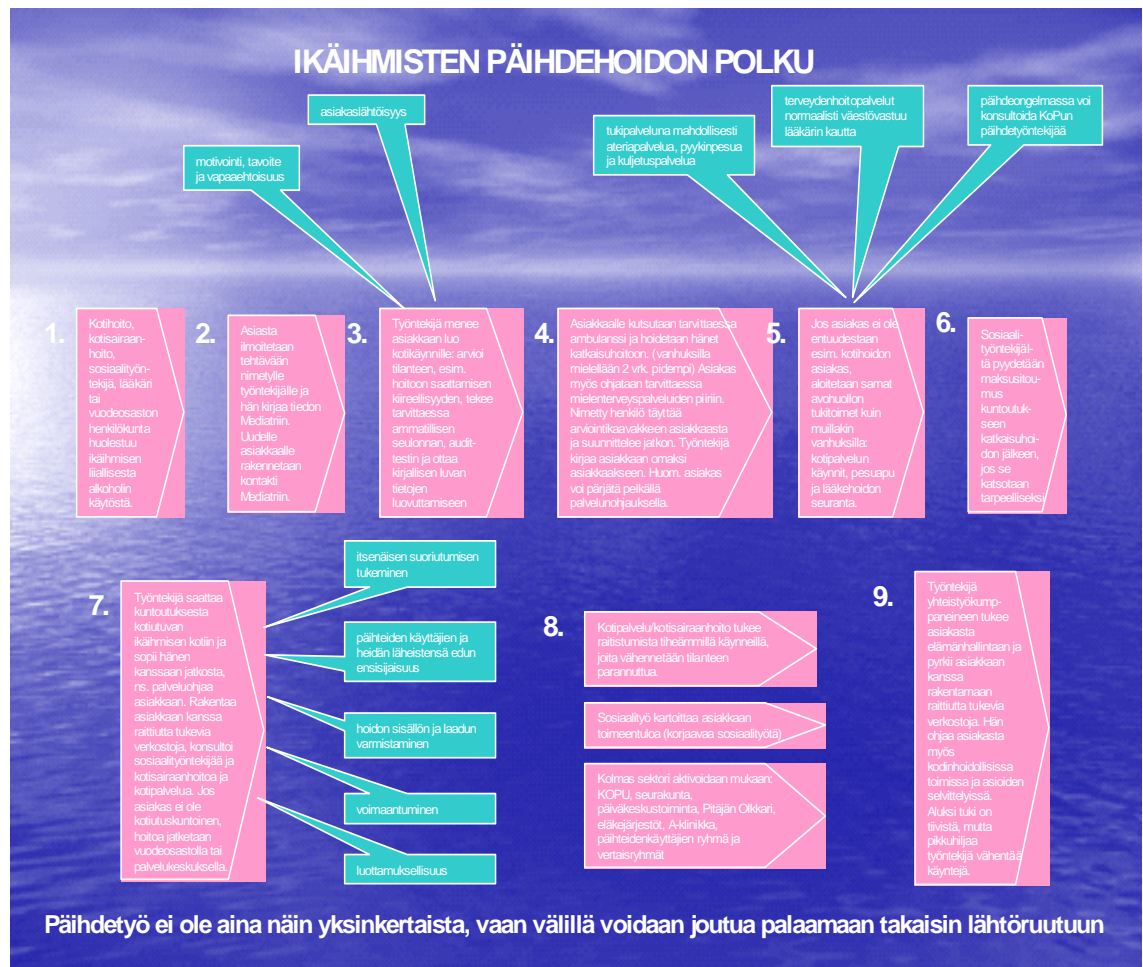 IKÄIHMISTEN PÄIHDEHOIDON POLKU
asiakaslähtöisyys
motivointi, tavoite
ja vapaaehtoisuus
tukipalveluna mahdollisesti
ateriapalvelua, pyykinpesua
ja kuljetuspalvelua
terveydenhoitopalvelut
normaalisti väestövastuu
lääkärin kautta
päihdeongelmassa voi
konsultoida KoPun
päihdetyöntekijää
1.
Kotihoito,
kotisairaan-
hoito,
sosiaalityön-
tekijä, lääkäri
tai
vuodeosaston
henkilökunta
huolestuu
ikäihmisen
liiallisesta
alkoholin
käytöstä.
2.
Asiasta
ilmoitetaan
tehtävään
nimetylle
työntekijälle ja
hän kirjaa tiedon
Mediatriin.
Uudelle
asiakkaalle
rakennetaan
kontakti
Mediatriin.
3.
Työntekijä menee
asiakkaan luo
kotikäynnille: arvioi
tilanteen, esim.
hoitoon saattamisen
kiireellisyyden, tekee
tarvittaessa
ammatillisen
seulonnan, audit-
testin ja ottaa
kirjallisen luvan
tietojen
luovuttamiseen
4.
Asiakkaalle kutsutaan tarvittaessa
ambulanssi ja hoidetaan hänet
katkaisuhoitoon. (vanhuksilla
mielellään 2 vrk. pidempi) Asiakas
myös ohjataan tarvittaessa
mielenterveyspalveluiden piiriin.
Nimetty henkilö täyttää
arviointikaavakkeen asiakkaasta
ja suunnittelee jatkon. Työntekijä
kirjaa asiakkaan omaksi
asiakkaakseen. Huom. asiakas
voi pärjätä pelkällä
palvelunohjauksella.
5.
Jos asiakas ei ole
entuudestaan
esim. kotihoidon
asiakas,
aloitetaan samat
avohuollon
tukitoimet kuin
muillakin
vanhuksilla:
kotipalvelun
käynnit, pesuapu
ja lääkehoidon
seuranta.
6.
Sosiaali-
työntekijäl-
tä pyydetään
maksusitou-
mus
kuntoutuk-
seen
katkaisuhoi-
don jälkeen,
jos se
katsotaan
tarpeelliseksi
7.
Työntekijä saattaa
kuntoutuksesta
kotiutuvan
ikäihmisen kotiin ja
sopii hänen
kanssaan jatkosta,
ns. palveluohjaa
asiakkaan. Rakentaa
asiakkaan kanssa
raittiutta tukevia
verkostoja, konsultoi
sosiaalityöntekijää ja
kotisairaanhoitoa ja
kotipalvelua. Jos
asiakas ei ole
kotiutuskuntoinen,
hoitoa jatketaan
vuodeosastolla tai
palvelukeskuksella.
itsenäisen suoriutumisen
tukeminen
päihteiden käyttäjien ja
heidän läheistensä edun
ensisijaisuus
hoidon sisällön ja laadun
varmistaminen
voimaantuminen
luottamuksellisuus
8.
Kotipalvelu/kotisairaanhoito tukee
raitistumista tiheämmillä käynneillä,
joita vähennetään tilanteen
parannuttua.
Sosiaalityö kartoittaa asiakkaan
toimeentuloa (korjaavaa sosiaalityötä)
Kolmas sektori aktivoidaan mukaan:
KOPU, seurakunta,
päiväkeskustoiminta, Pitäjän Olkkari,
eläkejärjestöt, A-klinikka,
päihteidenkäyttäjien ryhmä ja
vertaisryhmät
9.
Työntekijä
yhteistyökump-
paneineen tukee
asiakasta
elämänhallintaan ja
pyrkii asiakkaan
kanssa
rakentamaan
raittiutta tukevia
verkostoja. Hän
ohjaa asiakasta
myös
kodinhoidollisissa
toimissa ja asioiden
selvittelyissä.
Aluksi tuki on
tiivistä, mutta
pikkuhiljaa
työntekijä vähentää
käyntejä.
Päihdetyö ei ole aina näin yksinkertaista, vaan välillä voidaan joutua palaamaan takaisin lähtöruutuun